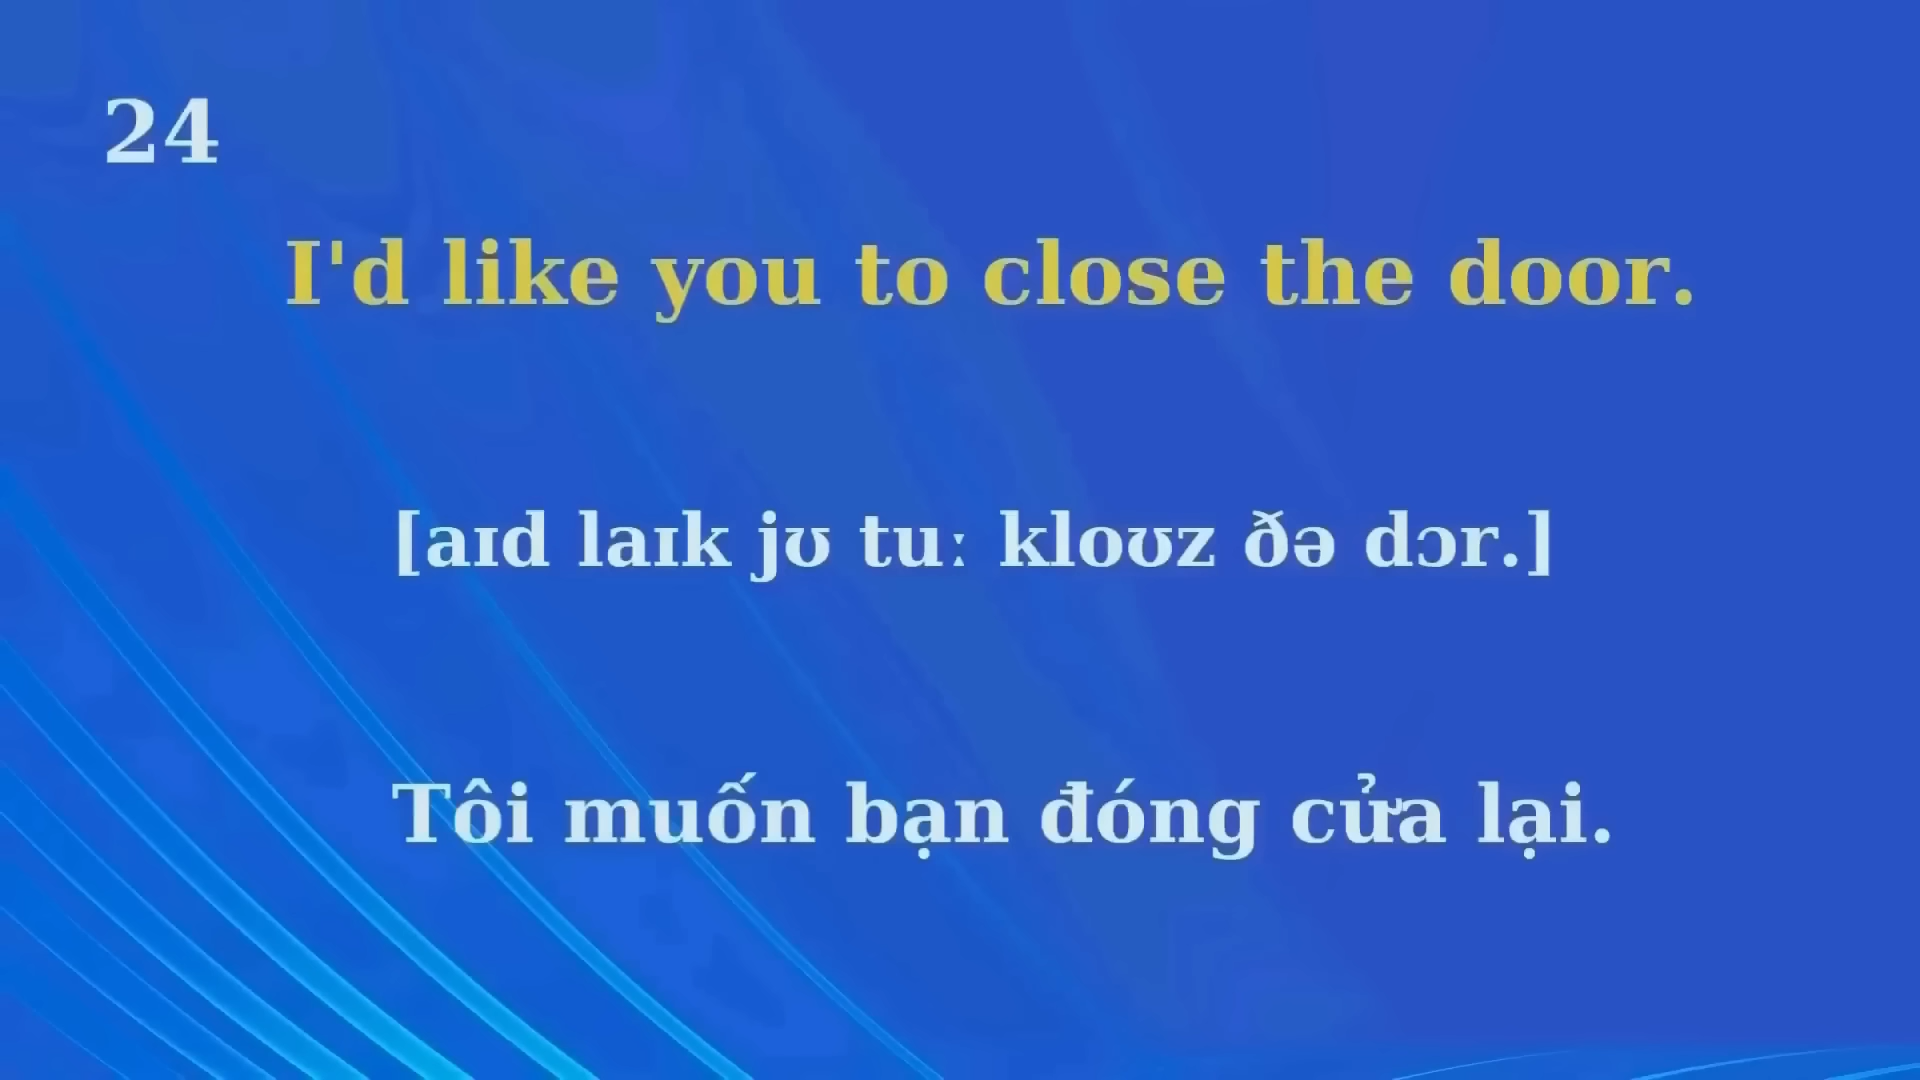 24
I'd like you to close the door.
[aɪd laɪk jʊ tuː kloʊz ðə dɔr.]
Tôi muốn bạn đóng cửa lại.